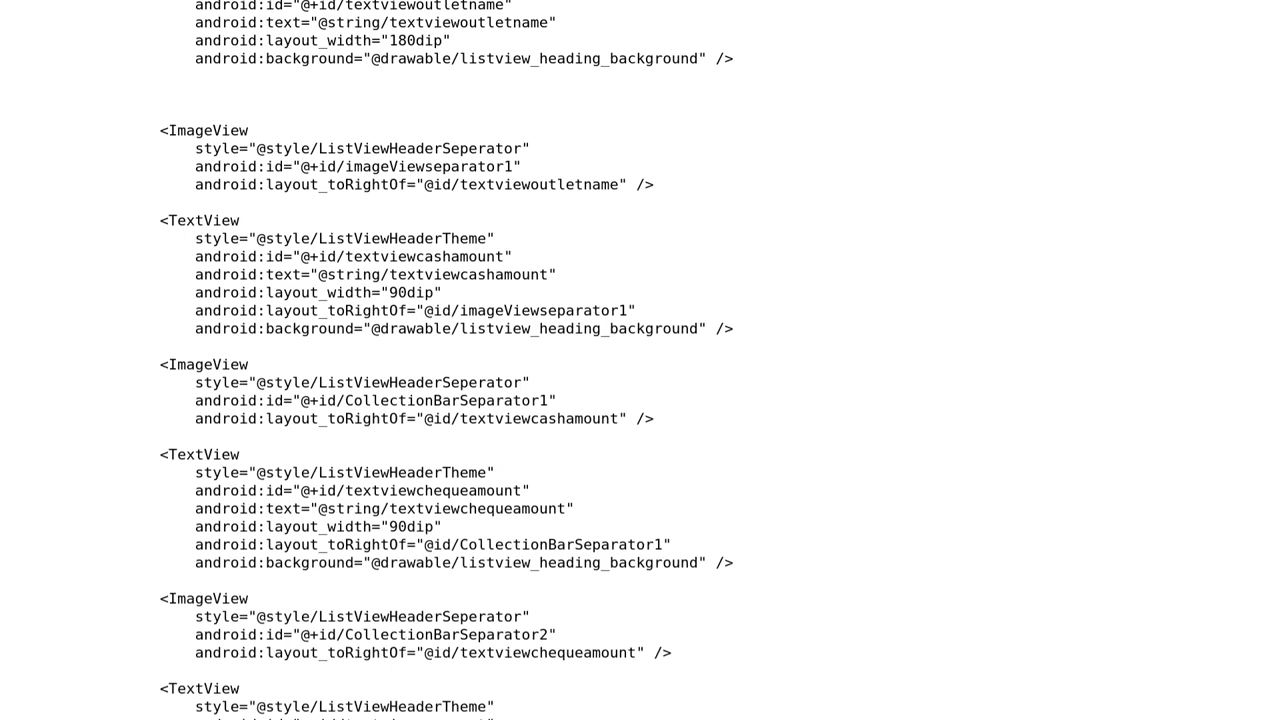 android:id="@+id/textviewoutletname"
android:text="@string/textviewoutletname"
android:layout_width="180dip"
android:background="@drawable/listview_heading_background" />
<ImageView
style="@style/ListViewHeaderSeperator"
android:id="@+id/imageViewseparator1"
android:layout_toRightOf="@id/textviewoutletname" />
<TextView
style="@style/ListViewHeaderTheme"
android:id="@+id/textviewcashamount"
android:text="@string/textviewcashamount"
android:layout_width="90dip"
android:layout_toRightOf="@id/imageViewseparator1"
android:background="@drawable/listview_heading_background" />
<ImageView
style="@style/ListViewHeaderSeperator"
android:id="@+id/CollectionBarSeparator1"
android:layout_toRightOf="@id/textviewcashamount" />
<TextView
style="@style/ListViewHeaderTheme"
android:id="@+id/textviewchequeamount"
android:text="@string/textviewchequeamount"
android:layout_width="90dip"
android:layout_toRightOf="@id/CollectionBarSeparator1"
android:background="@drawable/listview_heading_background" />
<ImageView
style="@style/ListViewHeaderSeperator"
android:id="@+id/CollectionBarSeparator2"
android:layout_toRightOf="@id/textviewchequeamount" />
<TextView
style="@style/ListViewHeaderTheme"